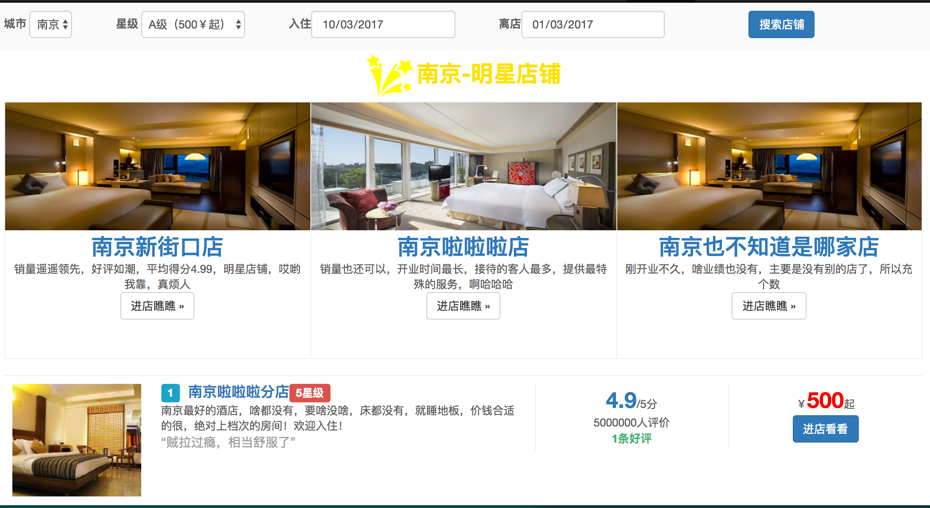 城市 南京 星级 A级（500￥起） 入住 10/03/2017 离店 01/03/2017 搜索店铺
南京-明星店铺
南京新街口店
销量遥遥领先，好评如潮，平均得分4.99，明星店铺，哎哟
我靠，真烦人
进店瞧瞧 »
南京啦啦啦店
销量也还可以，开业时间最长，接待的客人最多，提供最特
殊的服务，啊哈哈哈
进店瞧瞧 »
南京也不知道是哪家店
刚开业不久，啥业绩也没有，主要是没有别的店了，所以充
个数
进店瞧瞧 »
1 南京啦啦啦分店 5星级
南京最好的酒店，啥都没有，要啥没啥，床都没有，就睡地板，价钱合适
的很，绝对上档次的房间！欢迎入住！
“贼拉过瘾，相当舒服了”
4.9/5分
5000000人评价
1条好评
￥500起
进店看看